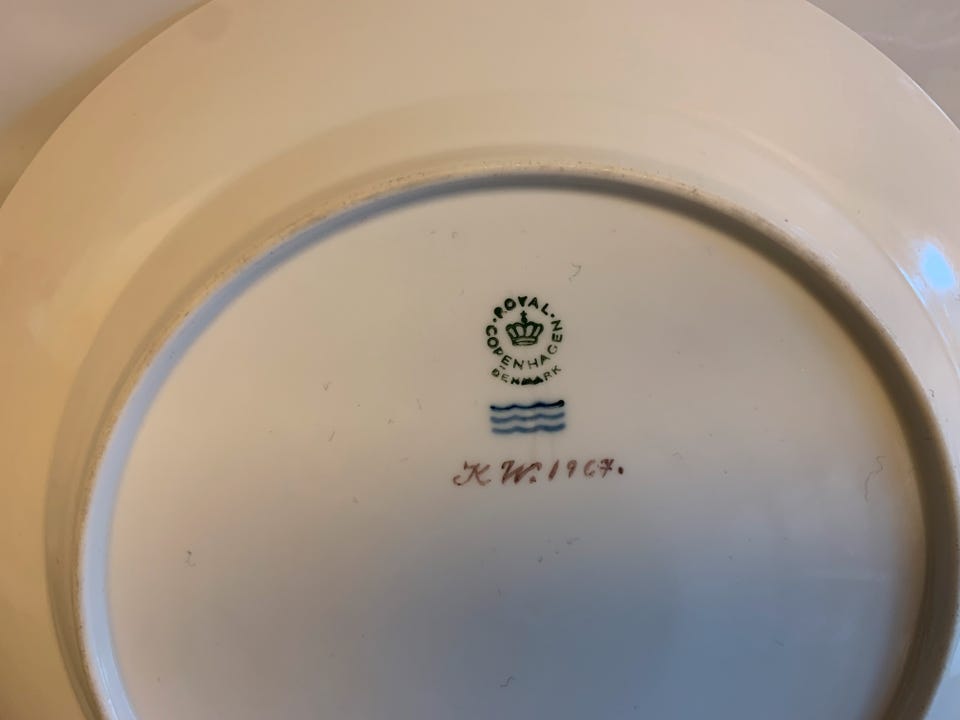 ROYAL
COPENHAGEN
DENMARK
K W. 1967.